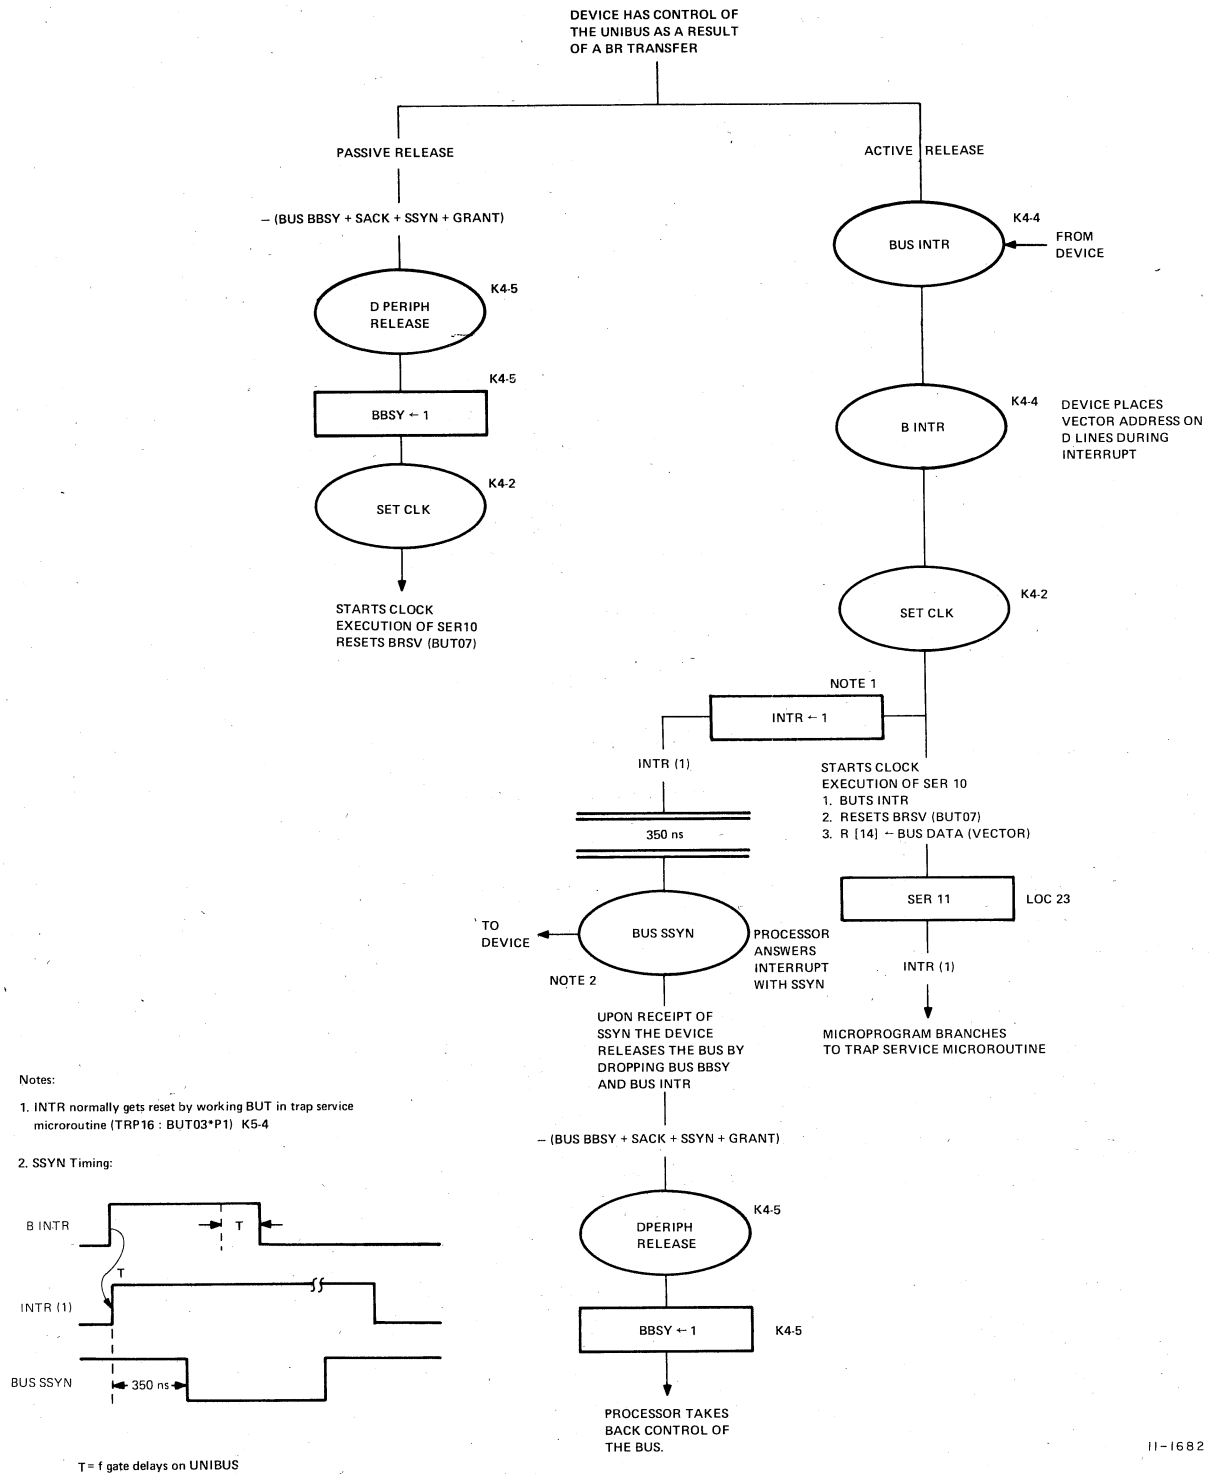 DEVICE HAS CONTROL OF
THE UNIBUS AS A RESULT
OF A BR TRANSFER
PASSIVE RELEASE
− (BUS BBSY + SACK + SSYN + GRANT)
D PERIPH
RELEASE
K4-5
K4-5
BBSY ← 1
SET CLK
K4-2
STARTS CLOCK
EXECUTION OF SER10
RESETS BRSV (BUT07)
ACTIVE RELEASE
K4-4
BUS INTR
FROM
DEVICE
K4-4
B INTR
DEVICE PLACES
VECTOR ADDRESS ON
D LINES DURING
INTERRUPT
SET CLK
K4-2
NOTE 1
INTR ← 1
INTR (1)
350 ns
STARTS CLOCK
EXECUTION OF SER 10
1. BUTS INTR
2. RESETS BRSV (BUT07)
3. R [14] ← BUS DATA (VECTOR)
SER 11
LOC 23
INTR (1)
MICROPROGRAM BRANCHES
TO TRAP SERVICE MICROROUTINE
TO
DEVICE
BUS SSYN
PROCESSOR
ANSWERS
INTERRUPT
WITH SSYN
NOTE 2
UPON RECEIPT OF
SSYN THE DEVICE
RELEASES THE BUS BY
DROPPING BUS BBSY
AND BUS INTR
− (BUS BBSY + SACK + SSYN + GRANT)
DPERIPH
RELEASE
K4-5
BBSY ← 1
K4-5
PROCESSOR TAKES
BACK CONTROL OF
THE BUS.
Notes:
1. INTR normally gets reset by working BUT in trap service
microroutine (TRP16 : BUT03*P1) K5-4
2. SSYN Timing:
B INTR
T
T
INTR (1)
BUS SSYN
350 ns
T = f gate delays on UNIBUS
11-1682